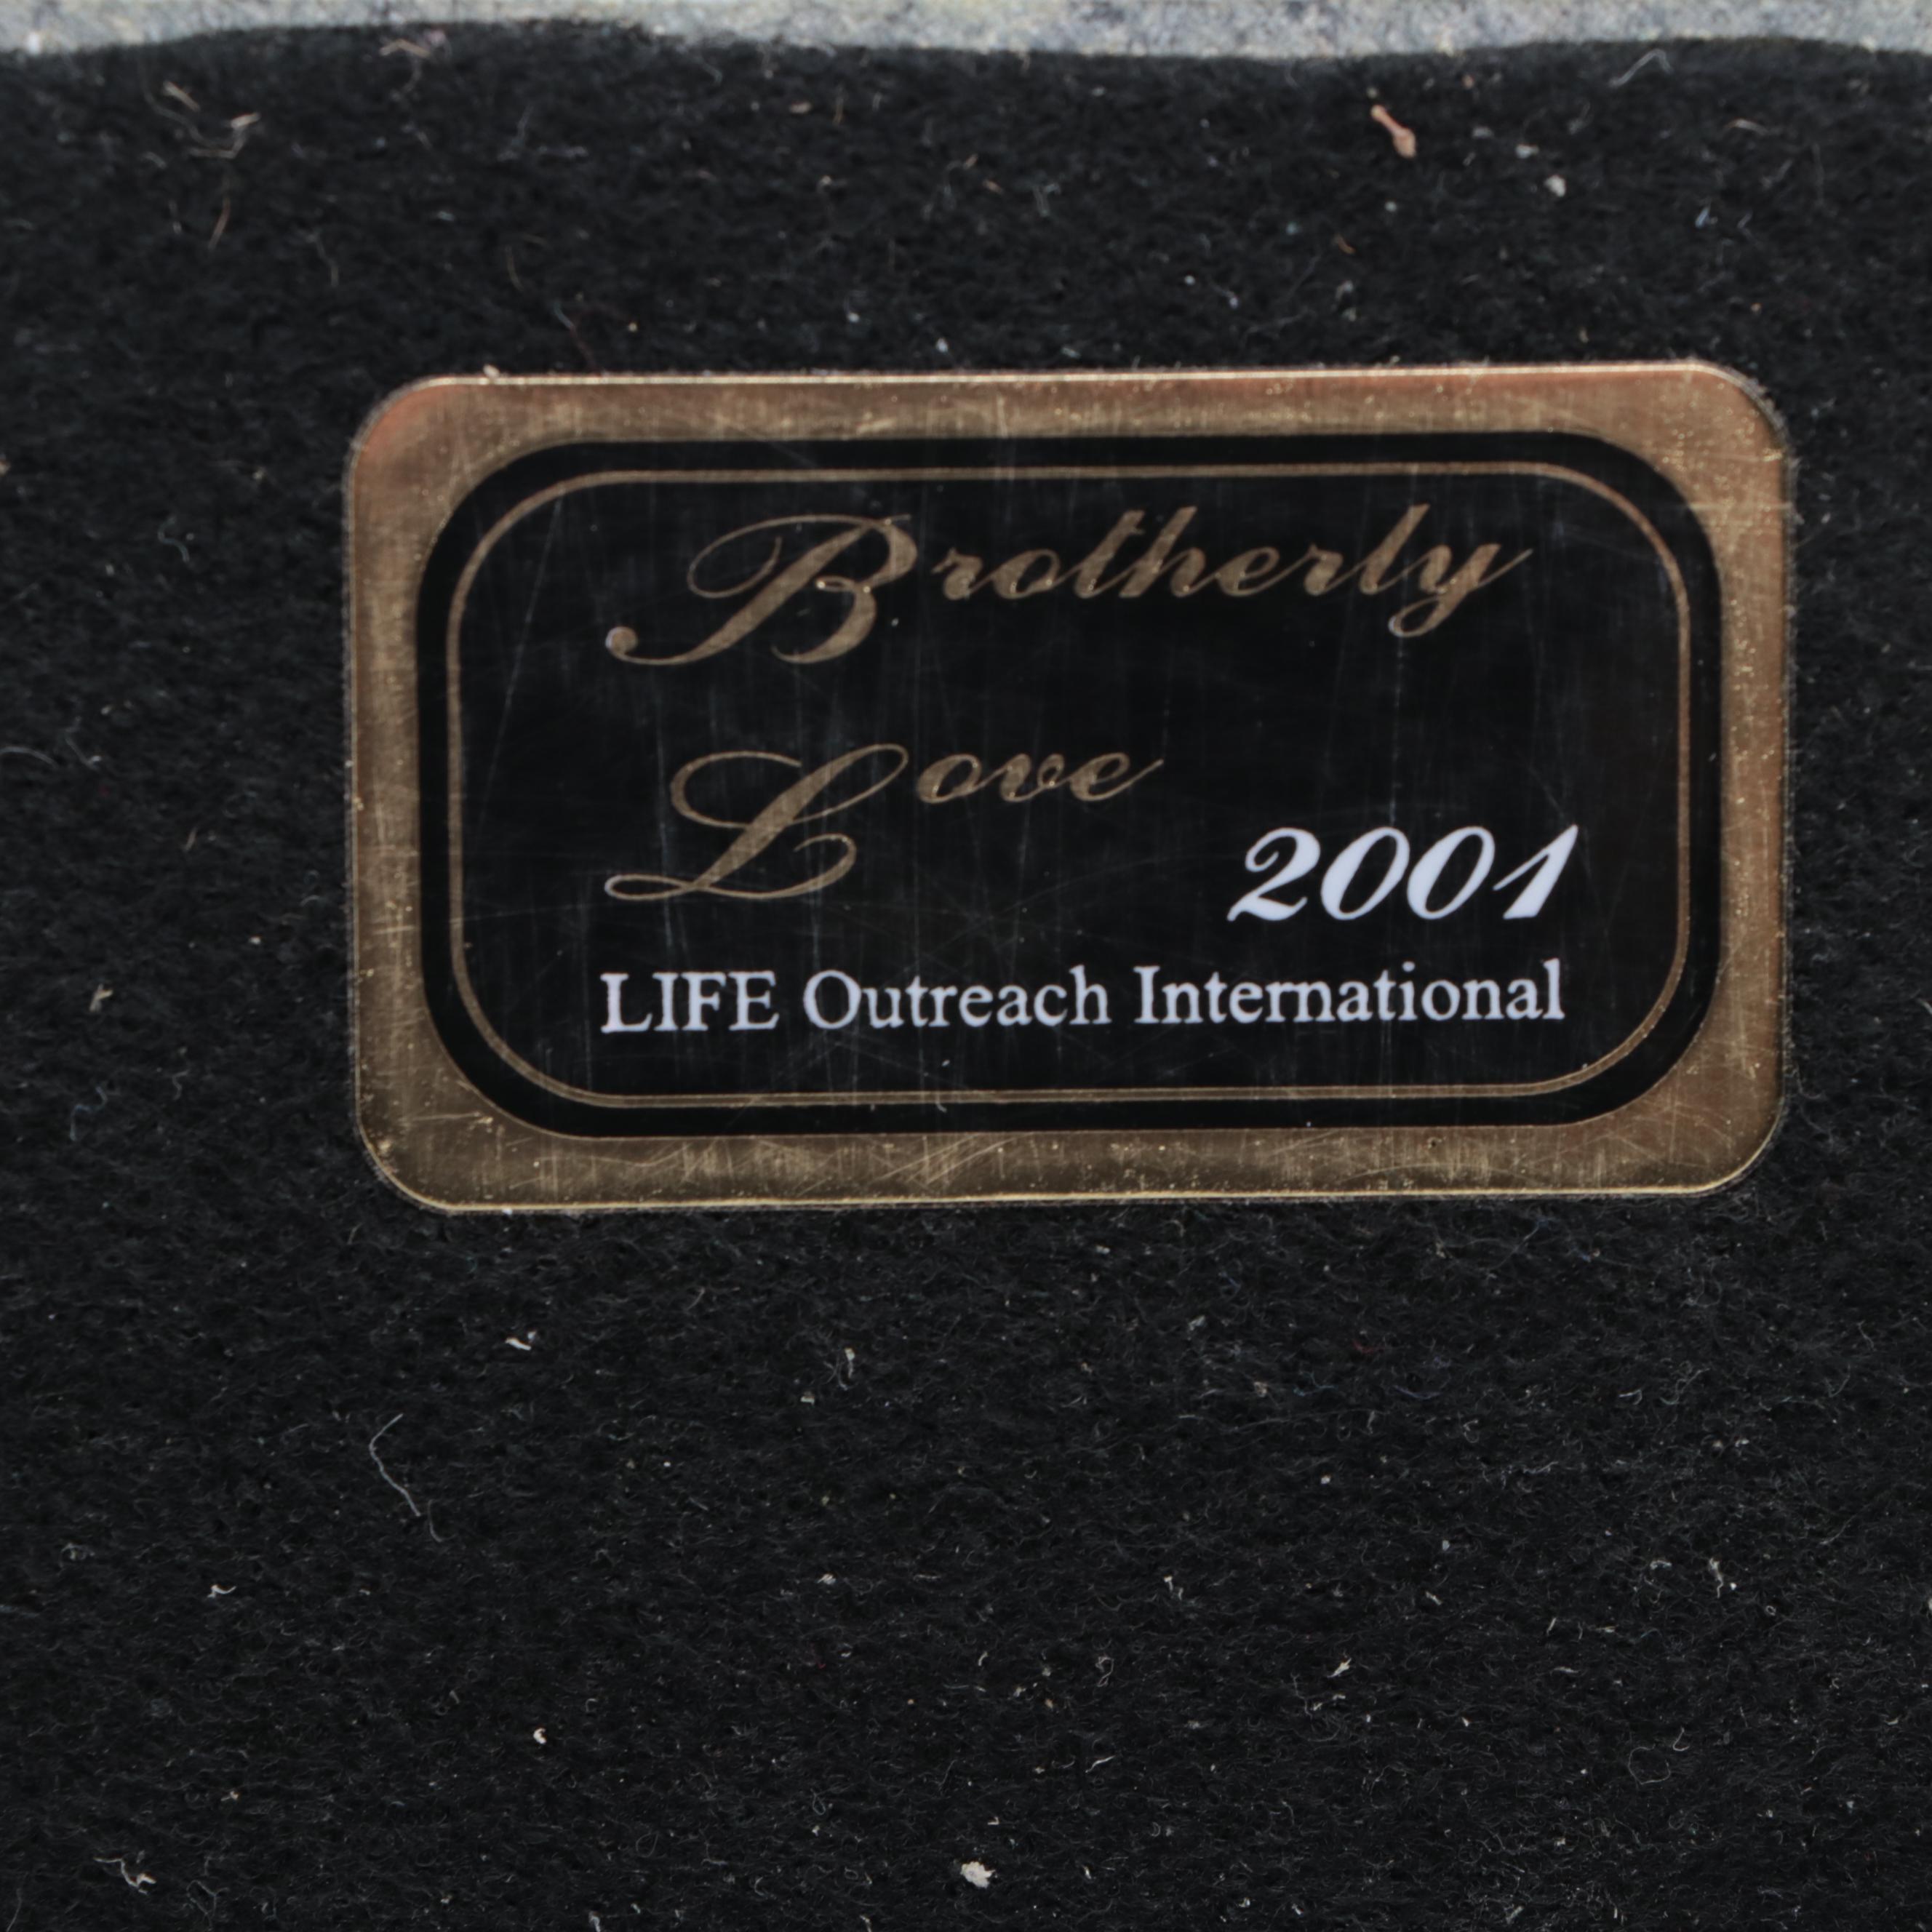 Brotherly
Love
2001
LIFE Outreach International